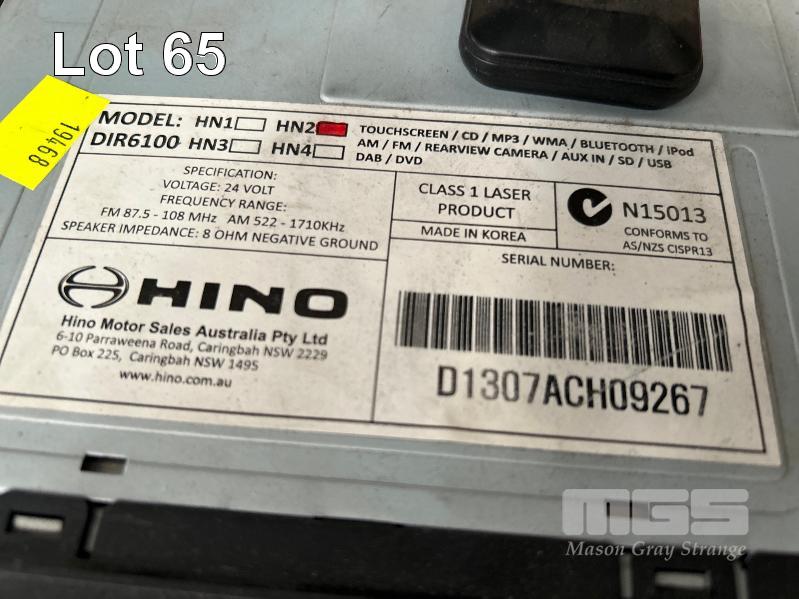 Lot 65
19468
MODEL: HN1 HN2 TOUCHSCREEN / CD / MP3 / WMA / BLUETOOTH / iPod
DIR6100 HN3 HN4 AM / FM / REARVIEW CAMERA / AUX IN / SD / USB
DAB / DVD
SPECIFICATION:
VOLTAGE: 24 VOLT
FREQUENCY RANGE:
FM 87.5 - 108 MHz AM 522 - 1710KHz
SPEAKER IMPEDANCE: 8 OHM NEGATIVE GROUND
CLASS 1 LASER
PRODUCT
MADE IN KOREA
N15013
CONFORMS TO
AS/NZS CISPR13
HINO
Hino Motor Sales Australia Pty Ltd
6-10 Parraweena Road, Caringbah NSW 2229
PO Box 225, Caringbah NSW 1495
www.hino.com.au
SERIAL NUMBER:
D1307ACH09267
MGS
Mason Gray Strange